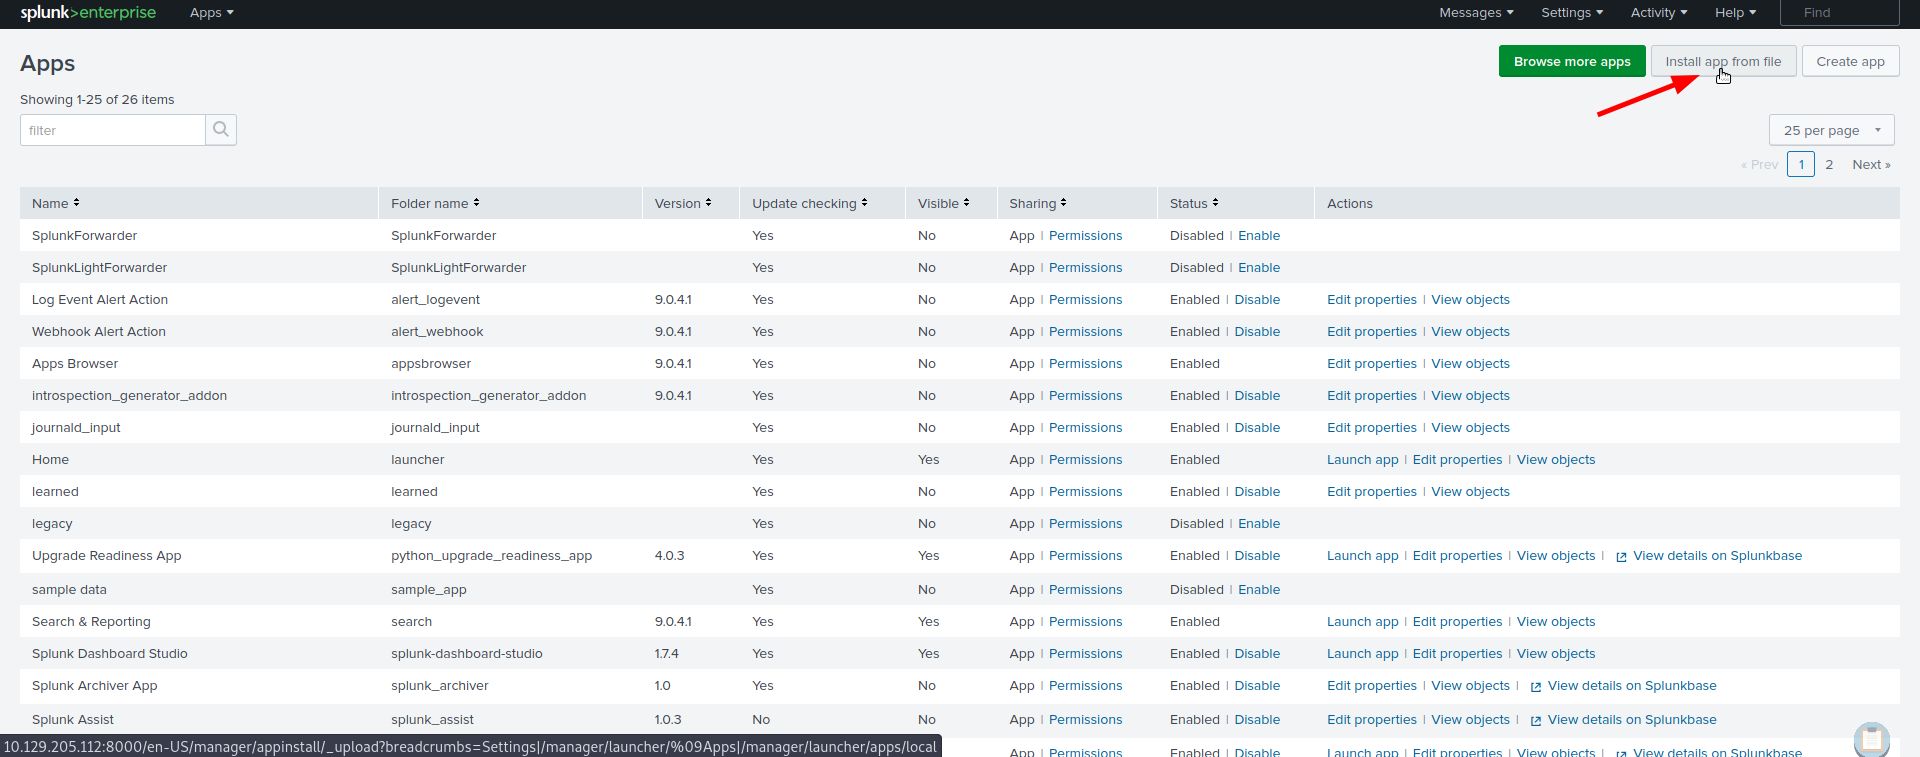 splunk>enterprise Apps Messages Settings Activity Help Find
Apps Browse more apps Install app from file Create app
Showing 1-25 of 26 items
filter 25 per page
« Prev 1 2 Next »
Name Folder name Version Update checking Visible Sharing Status Actions
SplunkForwarder SplunkForwarder Yes No App | Permissions Disabled | Enable
SplunkLightForwarder SplunkLightForwarder Yes No App | Permissions Disabled | Enable
Log Event Alert Action alert_logevent 9.0.4.1 Yes No App | Permissions Enabled | Disable Edit properties | View objects
Webhook Alert Action alert_webhook 9.0.4.1 Yes No App | Permissions Enabled | Disable Edit properties | View objects
Apps Browser appsbrowser 9.0.4.1 Yes No App | Permissions Enabled Edit properties | View objects
introspection_generator_addon introspection_generator_addon 9.0.4.1 Yes No App | Permissions Enabled | Disable Edit properties | View objects
journald_input journald_input Yes No App | Permissions Enabled | Disable Edit properties | View objects
Home launcher Yes Yes App | Permissions Enabled Launch app | Edit properties | View objects
learned learned Yes No App | Permissions Enabled | Disable Edit properties | View objects
legacy legacy Yes No App | Permissions Disabled | Enable
Upgrade Readiness App python_upgrade_readiness_app 4.0.3 Yes Yes App | Permissions Enabled | Disable Launch app | Edit properties | View objects | View details on Splunkbase
sample data sample_app Yes No App | Permissions Disabled | Enable
Search & Reporting search 9.0.4.1 Yes Yes App | Permissions Enabled Launch app | Edit properties | View objects
Splunk Dashboard Studio splunk-dashboard-studio 1.7.4 Yes Yes App | Permissions Enabled | Disable Launch app | Edit properties | View objects
Splunk Archiver App splunk_archiver 1.0 Yes No App | Permissions Enabled | Disable Edit properties | View objects | View details on Splunkbase
Splunk Assist splunk_assist 1.0.3 No No App | Permissions Enabled | Disable Edit properties | View objects | View details on Splunkbase
10.129.205.112:8000/en-US/manager/appinstall/_upload?breadcrumbs=Settings|/manager/launcher/%09Apps|/manager/launcher/apps/local
App | Permissions Enabled | Disable Launch app | Edit properties | View objects | View details on Splunkbase